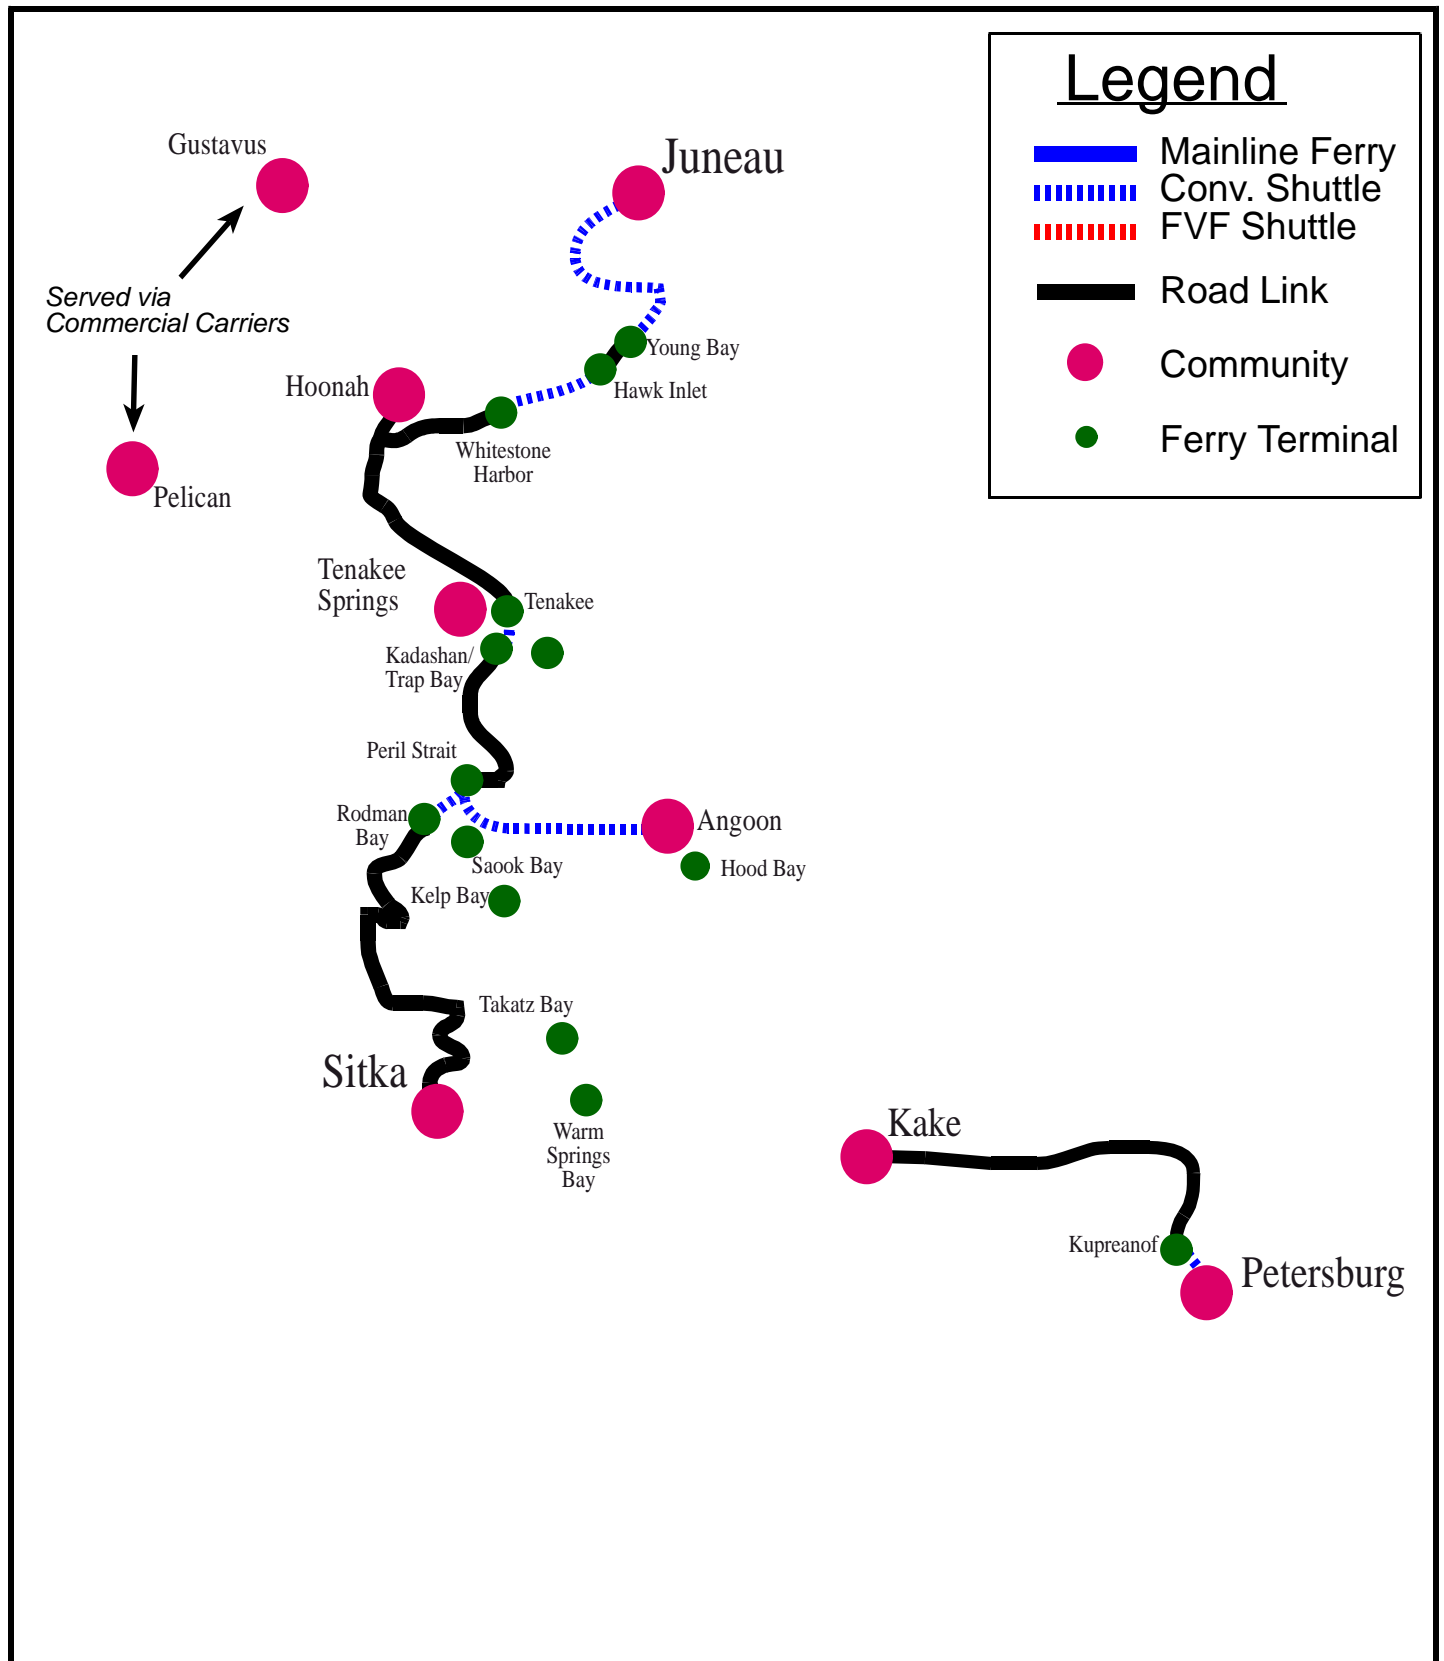 Legend
Mainline Ferry
Conv. Shuttle
FVF Shuttle
Road Link
Community
Ferry Terminal
Gustavus
Juneau
Served via
Commercial Carriers
Young Bay
Hoonah
Hawk Inlet
Whitestone
Harbor
Pelican
Tenakee
Springs
Tenakee
Kadashan/
Trap Bay
Peril Strait
Rodman
Bay
Angoon
Saook Bay
Hood Bay
Kelp Bay
Takatz Bay
Sitka
Warm
Springs
Bay
Kake
Kupreanof
Petersburg